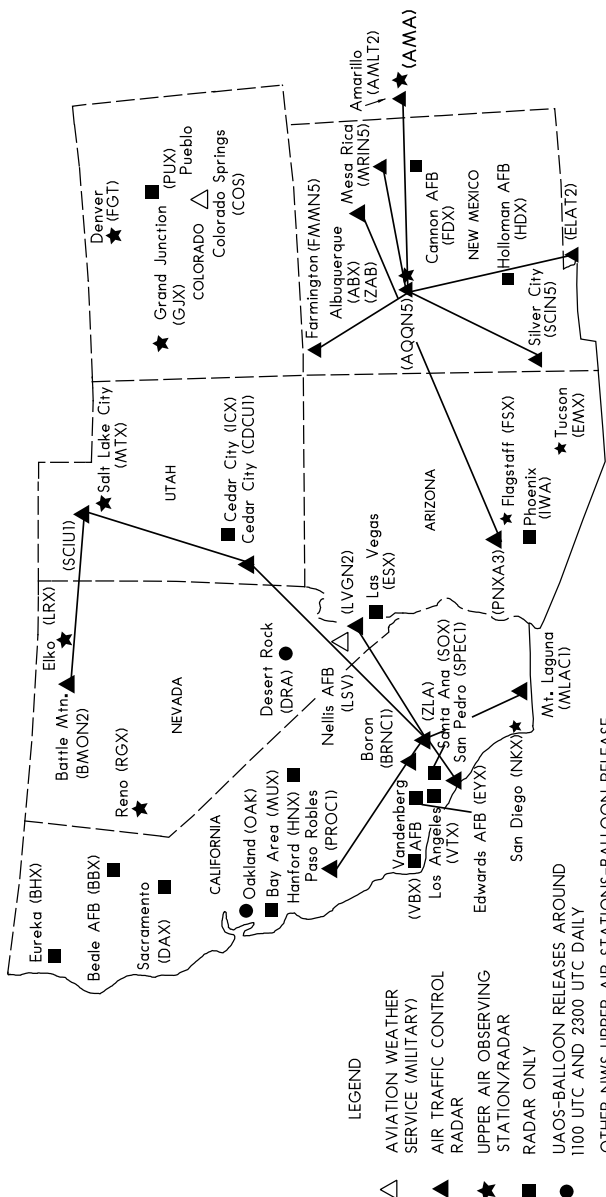 Eureka (BHX)
Beale AFB (BBX)
Sacramento
(DAX)
CALIFORNIA
Oakland (OAK)
Bay Area (MUX)
Hanford (HNX)
Paso Robles
(PROC1)
Reno (RGX)
NEVADA
Battle Mtn.
(BMON2)
Elko (LRX)
Desert Rock
(DRA)
Nellis AFB
(LSV)
(LVGN2)
Las Vegas
(ESX)
Boron
(BRNC1)
(ZLA)
Santa Ana (SOX)
San Pedro (SPEC1)
Vandenberg
(VBX) AFB
Los Angeles
(VTX)
Edwards AFB (EYX)
San Diego (NKX)
Mt. Laguna
(MLAC1)
(SCIU1)
Salt Lake City
(MTX)
UTAH
Cedar City (ICX)
Cedar City (CDCU1)
ARIZONA
(PNXA3)
Flagstaff (FSX)
Phoenix
(IWA)
Tucson
(EMX)
Denver
(FGT)
Grand Junction
(GJX)
COLORADO
(PUX)
Pueblo
Colorado Springs
(COS)
Farmington (FMMN5)
Albuquerque
(ABX)
(ZAB)
(AQQN5)
Mesa Rica
(MRIN5)
Amarillo
(AMLT2)
(AMA)
Cannon AFB
(FDX)
NEW MEXICO
Holloman AFB
(HDX)
Silver City
(SCIN5)
(ELAT2)
LEGEND
AVIATION WEATHER
SERVICE (MILITARY)
AIR TRAFFIC CONTROL
RADAR
UPPER AIR OBSERVING
STATION/RADAR
RADAR ONLY
UAOS-BALLOON RELEASES AROUND
1100 UTC AND 2300 UTC DAILY
OTHER NWS UPPER AIR STATIONS-BALLOON RELEASE